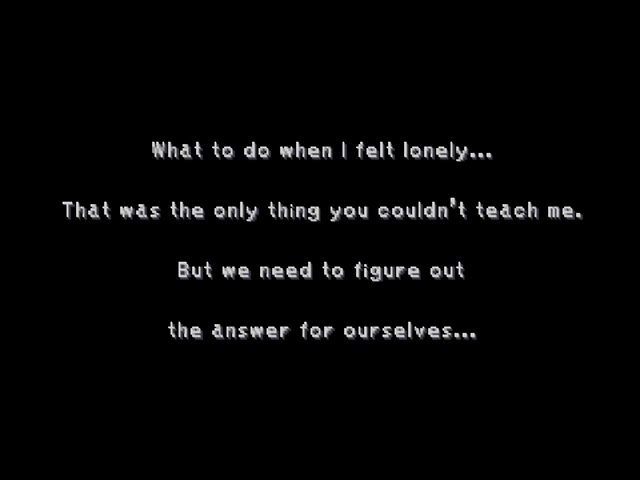 What to do when I felt lonely...
That was the only thing you couldn't teach me.
But we need to figure out
the answer for ourselves...